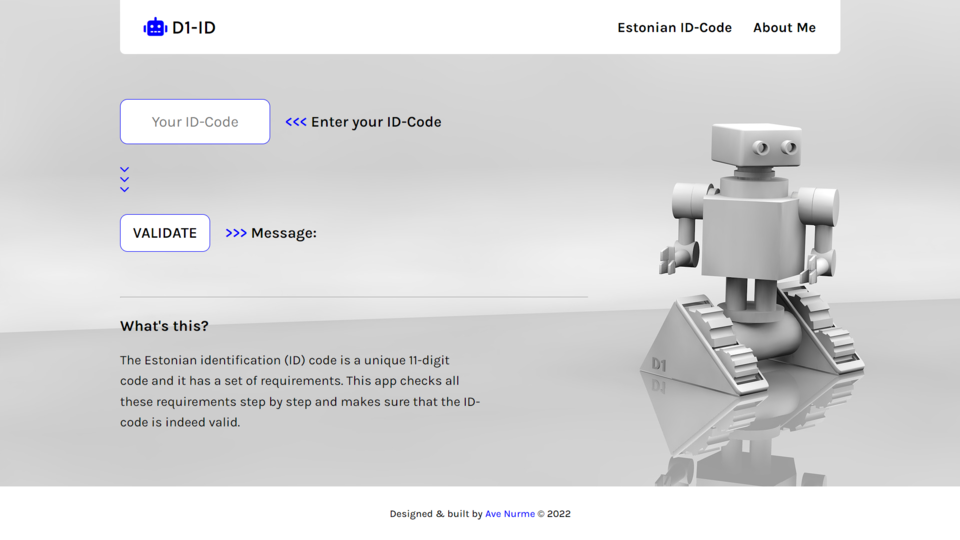 D1-ID
Estonian ID-Code
About Me
Your ID-Code
<<< Enter your ID-Code
VALIDATE
>>> Message:
What's this?
The Estonian identification (ID) code is a unique 11-digit
code and it has a set of requirements. This app checks all
these requirements step by step and makes sure that the ID-
code is indeed valid.
D1
Designed & built by Ave Nurme © 2022